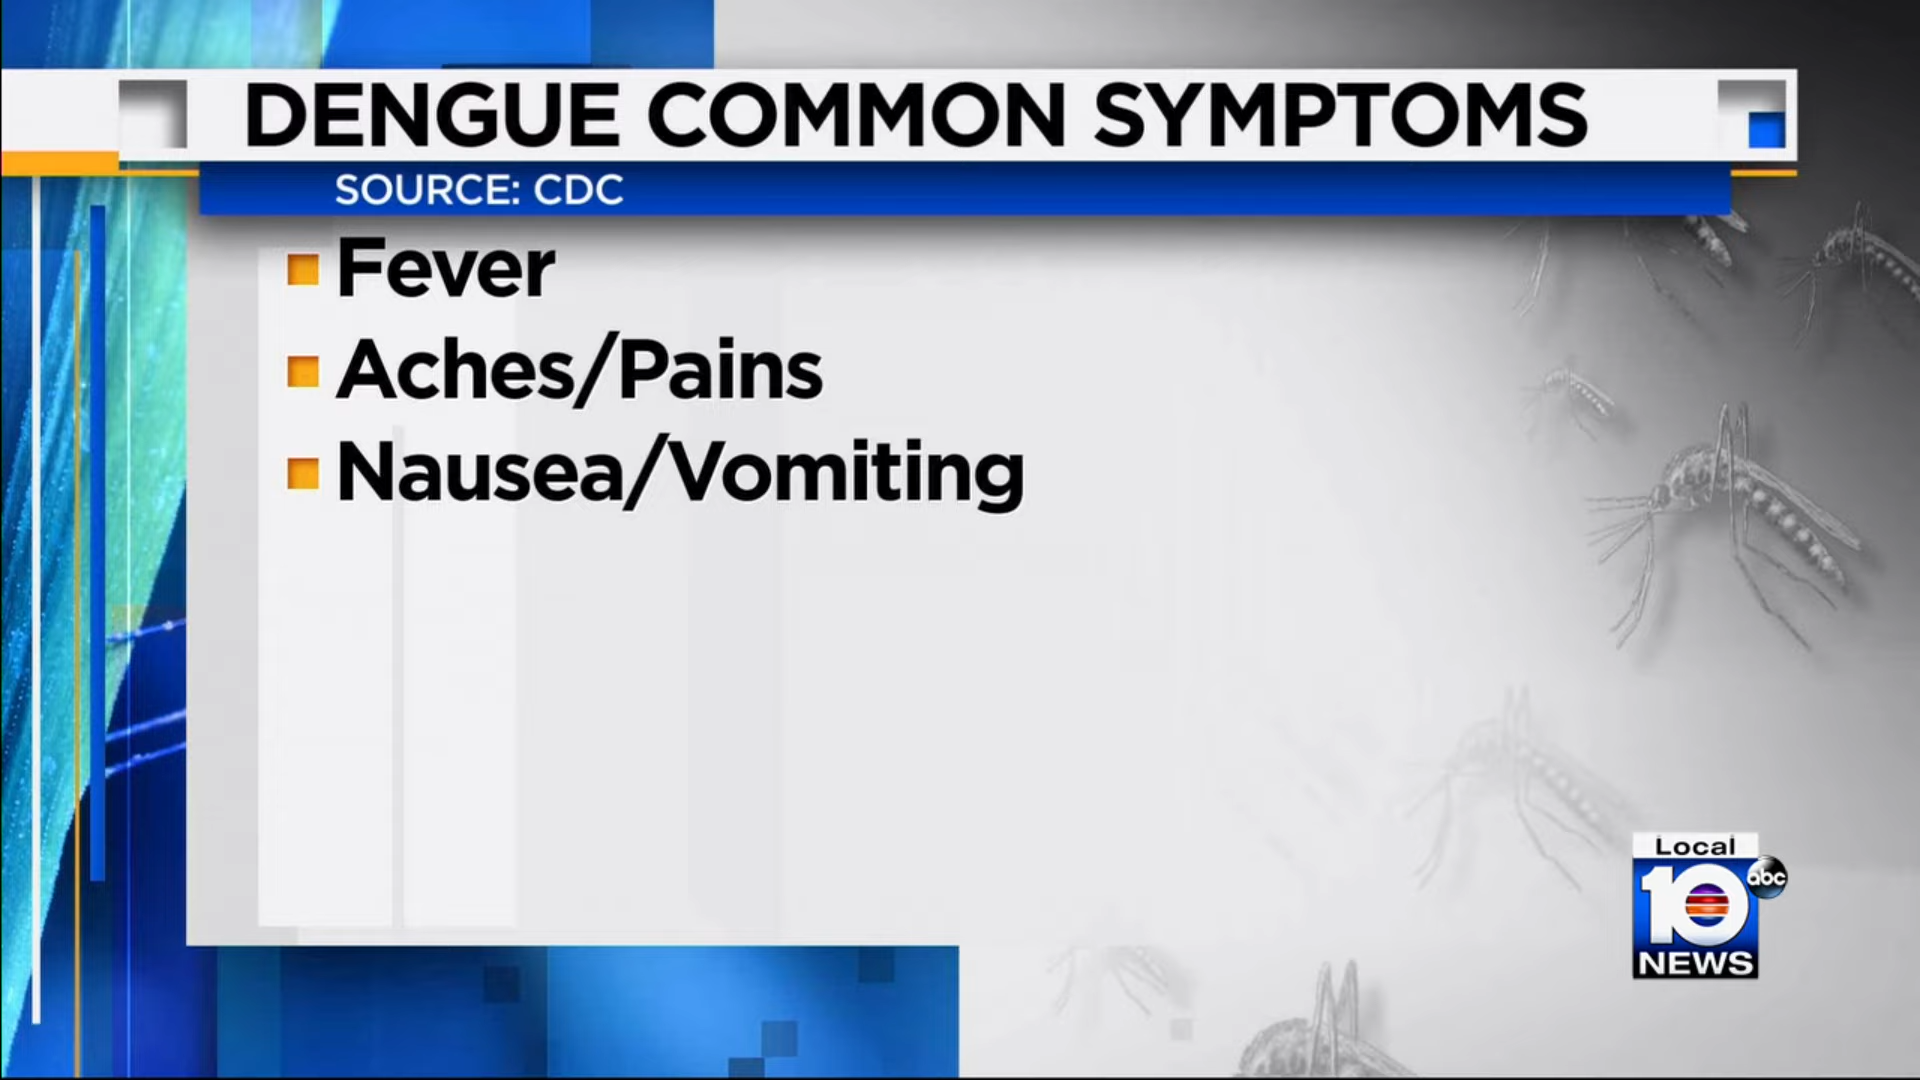 DENGUE COMMON SYMPTOMS
SOURCE: CDC
Fever
Aches/Pains
Nausea/Vomiting
Local
10
abc
NEWS